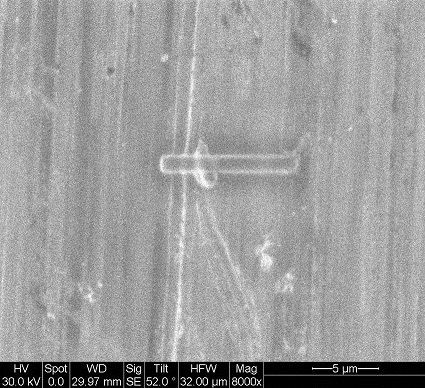 HV Spot WD Sig Tilt HFW Mag
30.0 kV 0.0 29.97 mm SE 52.0 ° 32.00 µm 8000x 5 µm